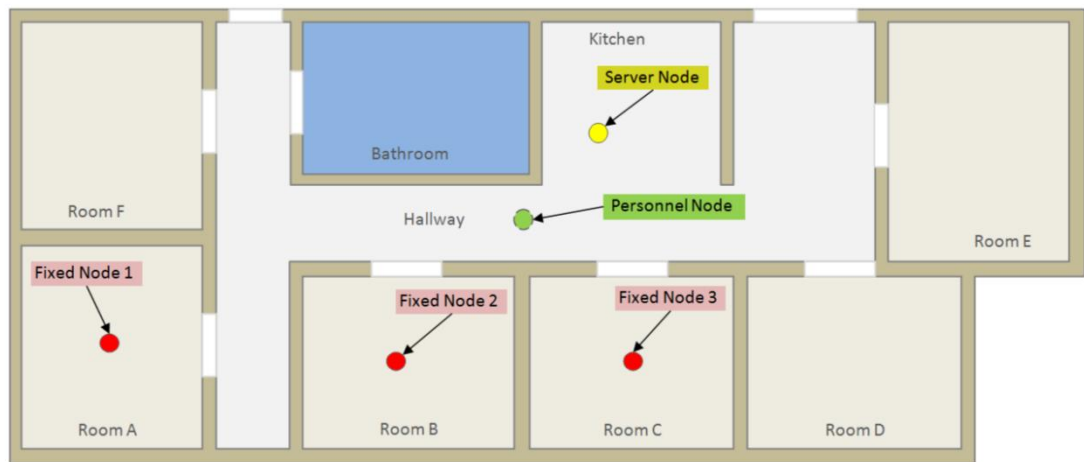 Kitchen
Server Node
Bathroom
Room F
Hallway
Personnel Node
Room E
Fixed Node 1
Fixed Node 2
Fixed Node 3
Room A
Room B
Room C
Room D